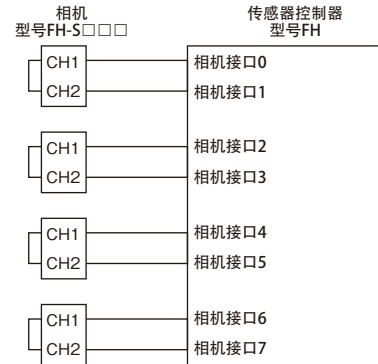 相机
型号FH-S□□□
传感器控制器
型号FH
CH1
相机接口0
CH2
相机接口1
CH1
相机接口2
CH2
相机接口3
CH1
相机接口4
CH2
相机接口5
CH1
相机接口6
CH2
相机接口7